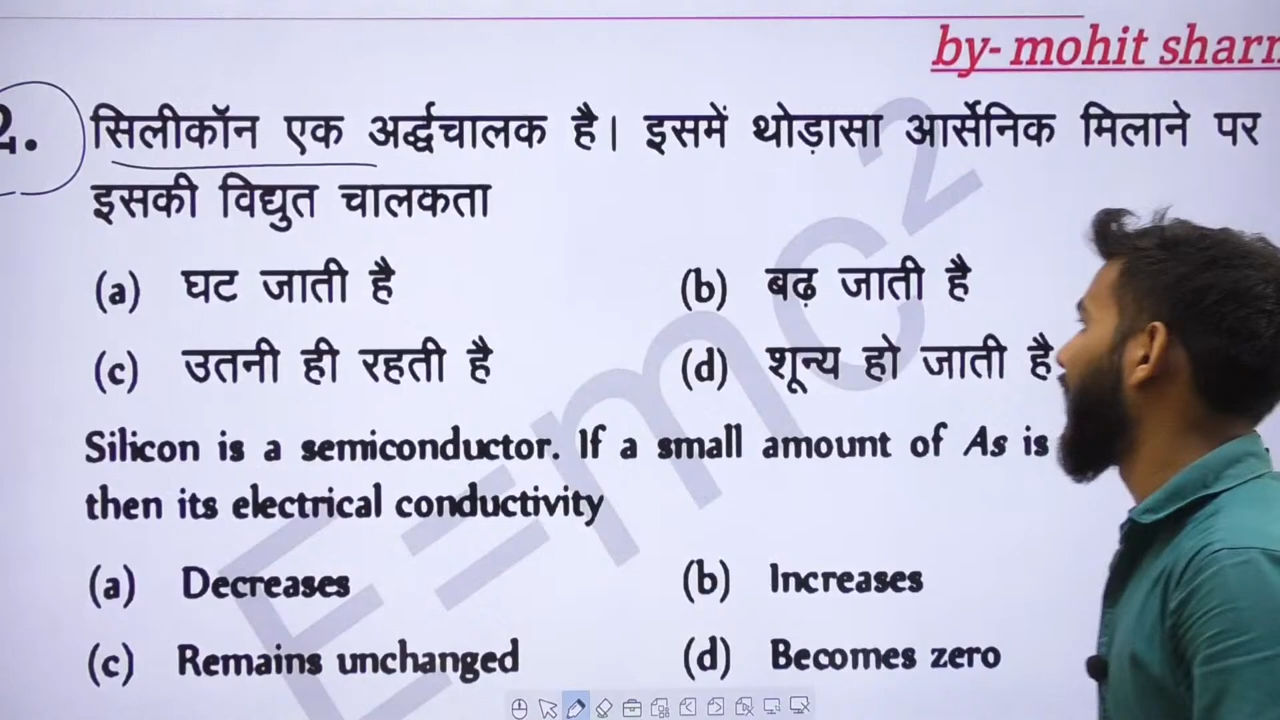 by- mohit
2. सिलीकॉन एक अर्द्धचालक है। इसमें थोड़ासा आर्सेनिक मिलाने पर
इसकी विद्युत चालकता
(a) घट जाती है (b) बढ़ जाती है
(c) उतनी ही रहती है (d) शून्य हो जाती है
Silicon is a semiconductor. If a small amount of As is
then its electrical conductivity
(a) Decreases (b) Increases
(c) Remains unchanged (d) Becomes zero
E=mc²